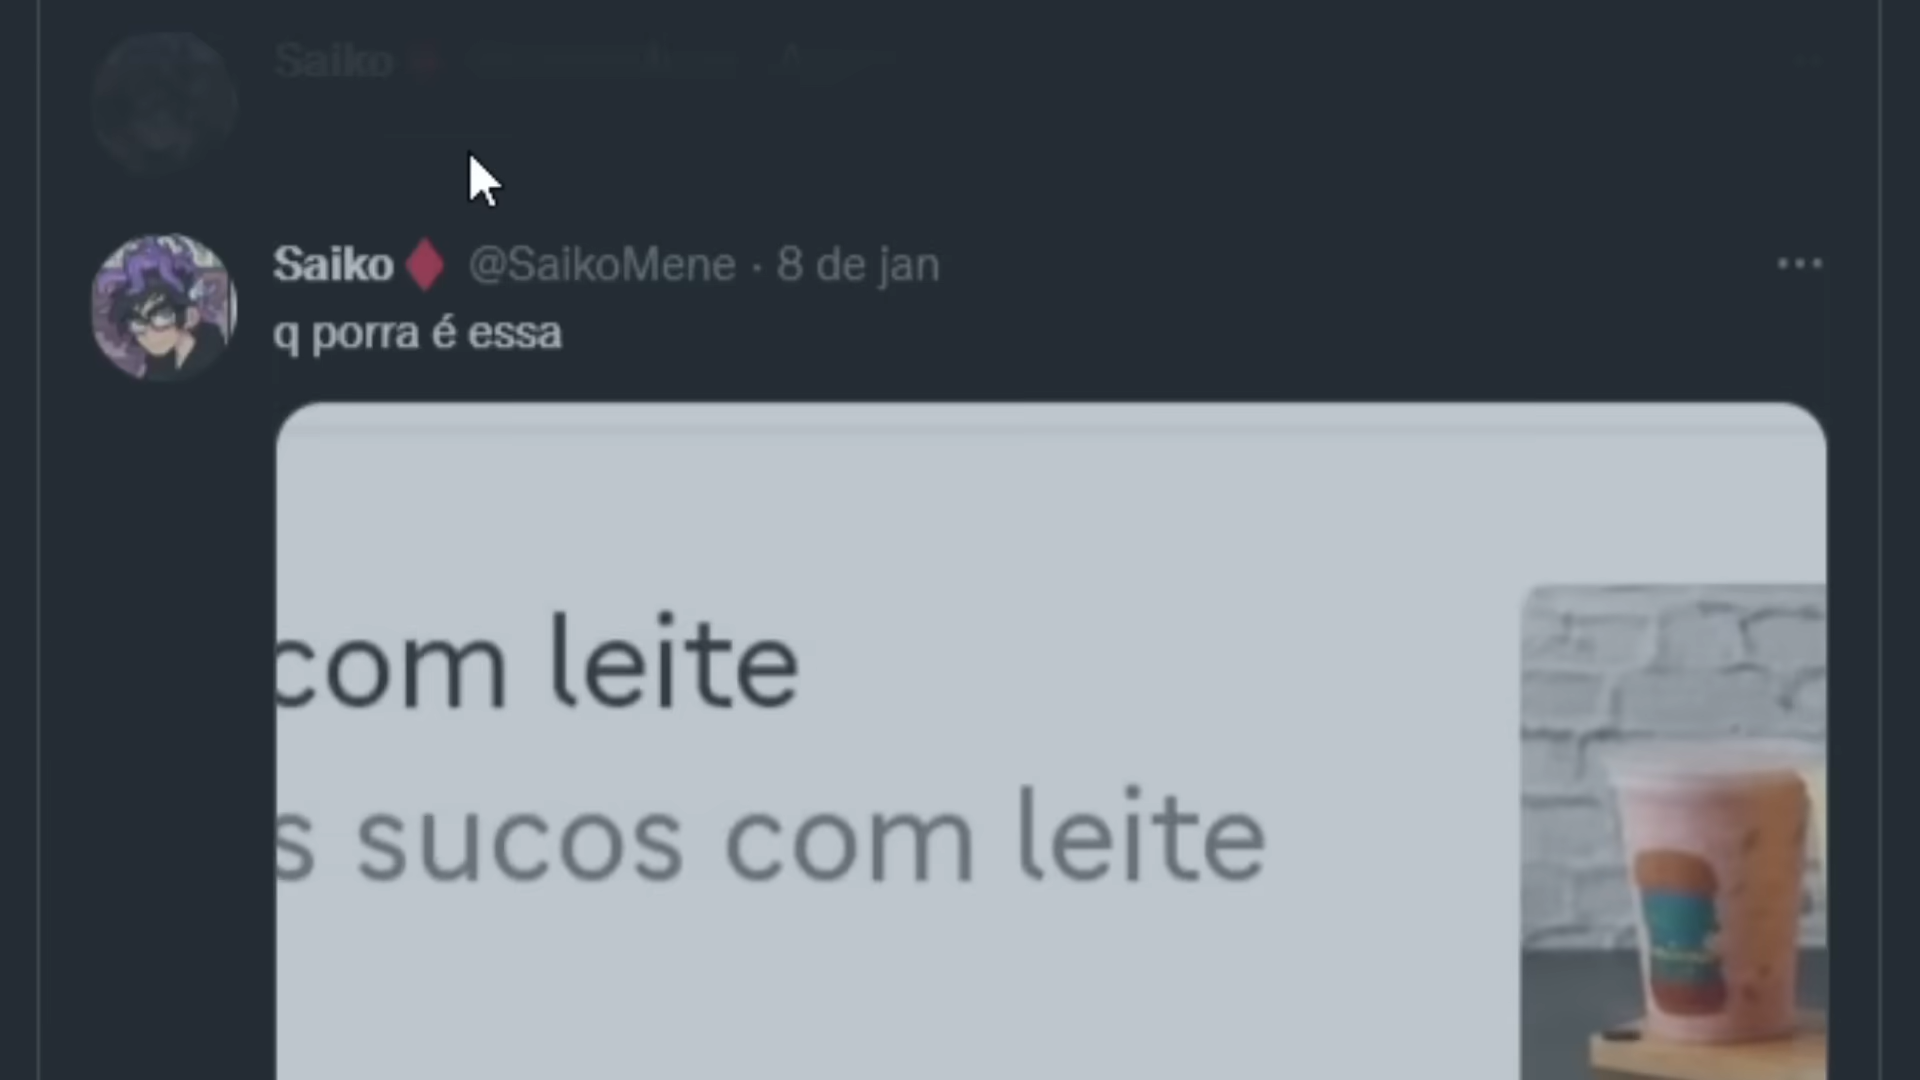 Saiko
Saiko♦️ @SaikoMene · 8 de jan
q porra é essa
com leite
s sucos com leite